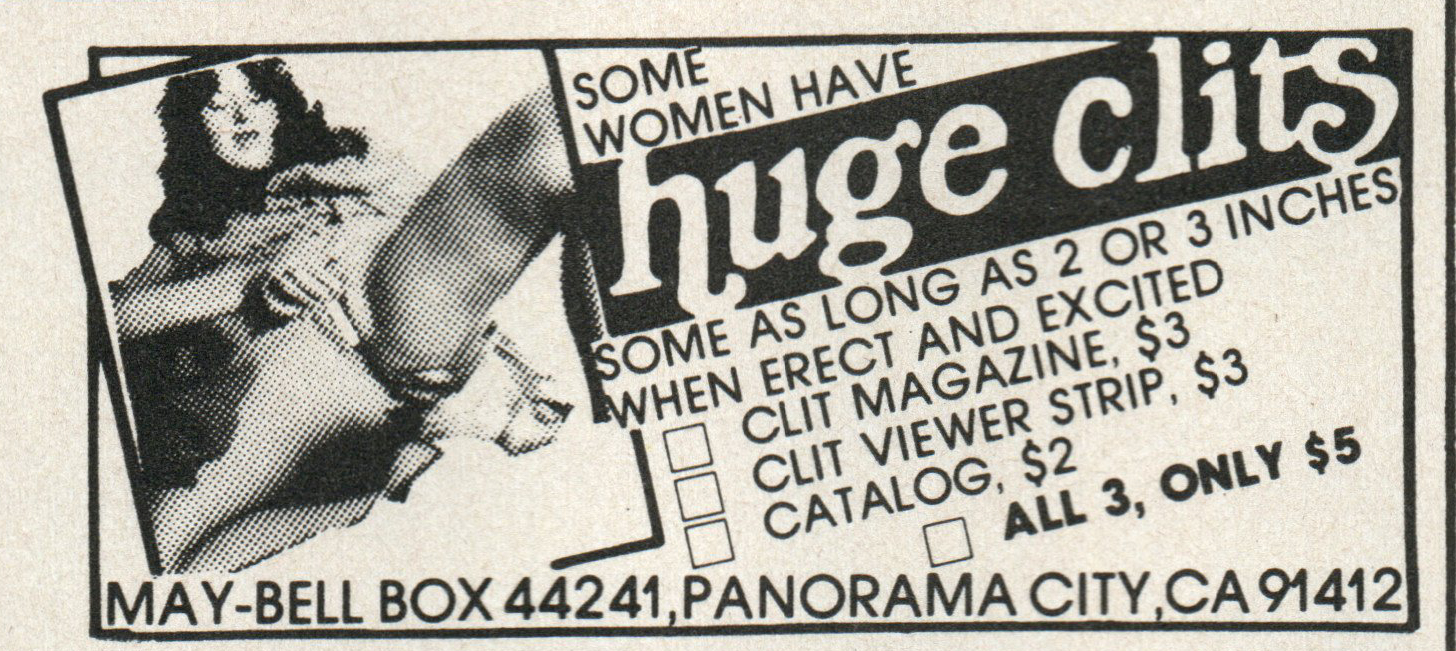 SOME
WOMEN HAVE
huge clits
SOME AS LONG AS 2 OR 3 INCHES
WHEN ERECT AND EXCITED
CLIT MAGAZINE, $3
CLIT VIEWER STRIP, $3
CATALOG, $2
ALL 3, ONLY $5
MAY-BELL BOX 44241, PANORAMA CITY, CA 91412